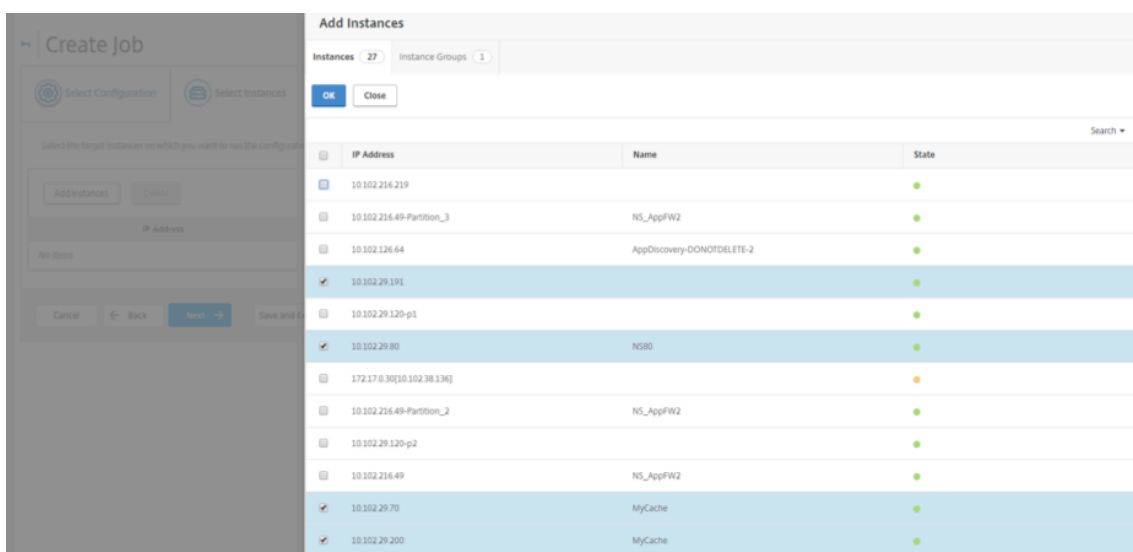 Create Job
Select Configuration
Select Instances
Select the target instances on which you want to run the configurat
Add Instances
IP Address
No items
Cancel
← Back
Next →
Save and E
Add Instances
Instances 27
Instance Groups 1
OK
Close
Search
IP Address Name State
10.102.216.219
10.102.216.49-Partition_3 NS_AppFW2
10.102.126.64 AppDiscovery-DONOTDELETE-2
10.102.29.191
10.102.29.120-p1
10.102.29.80 NS80
172.17.0.30[10.102.38.136]
10.102.216.49-Partition_2 NS_AppFW2
10.102.29.120-p2
10.102.216.49 NS_AppFW2
10.102.29.70 MyCache
10.102.29.200 MyCache